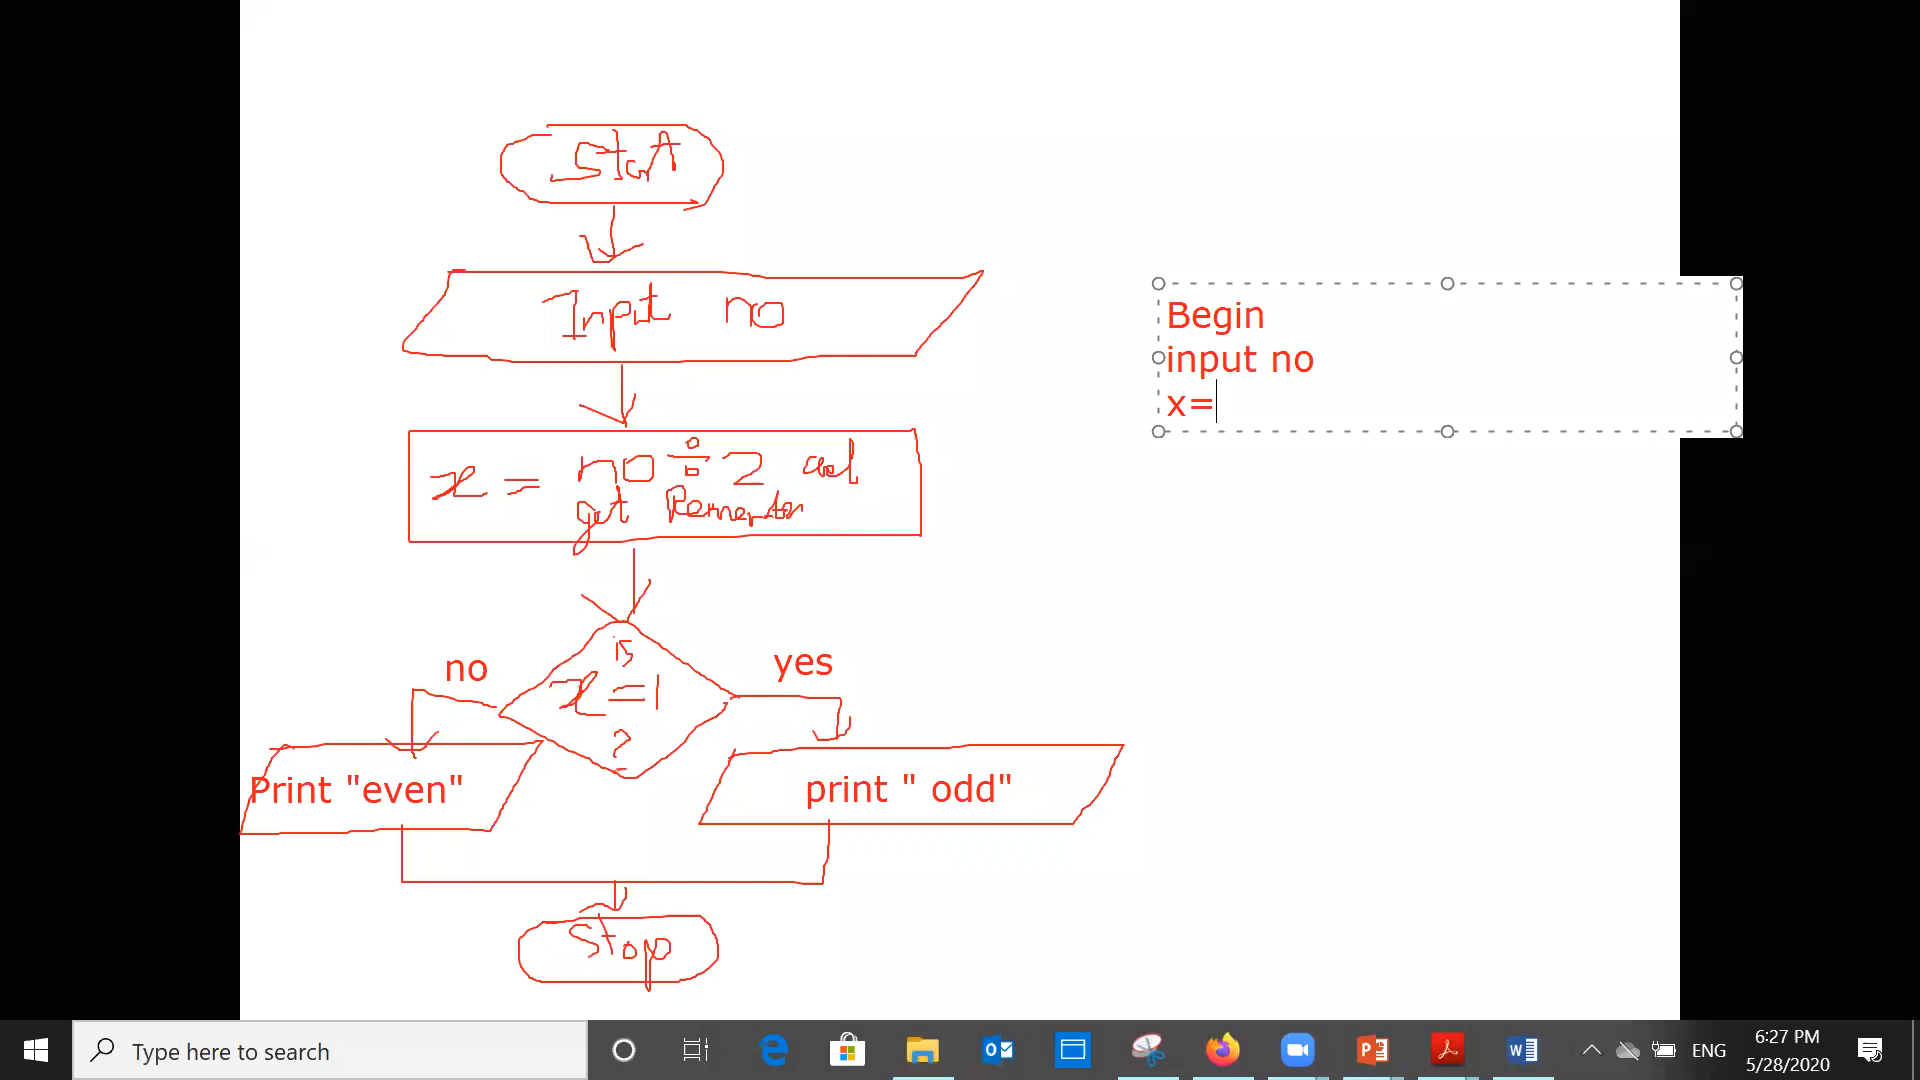 Start
Input no
Begin
input no
x=
x = no ÷ 2 and
get
is
x=1
?
no
yes
Print "even"
print " odd"
Stop
Type here to search
ENG
6:27 PM
5/28/2020